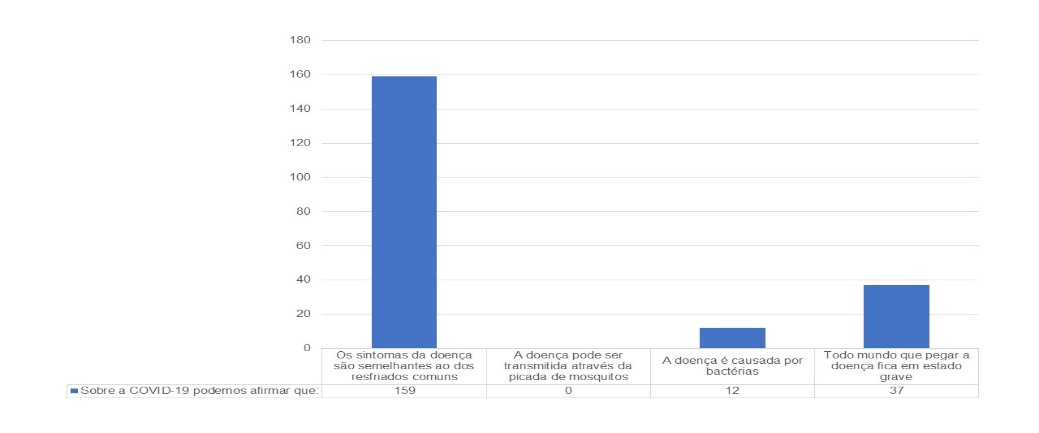 180
160
140
120
100
80
60
40
20
0
Os sintomas da doença são semelhantes ao dos resfriados comuns
A doença pode ser transmitida através da picada de mosquitos
A doença é causada por bactérias
Todo mundo que pegar a doença fica em estado grave
Sobre a COVID-19 podemos afirmar que: 159 0 12 37